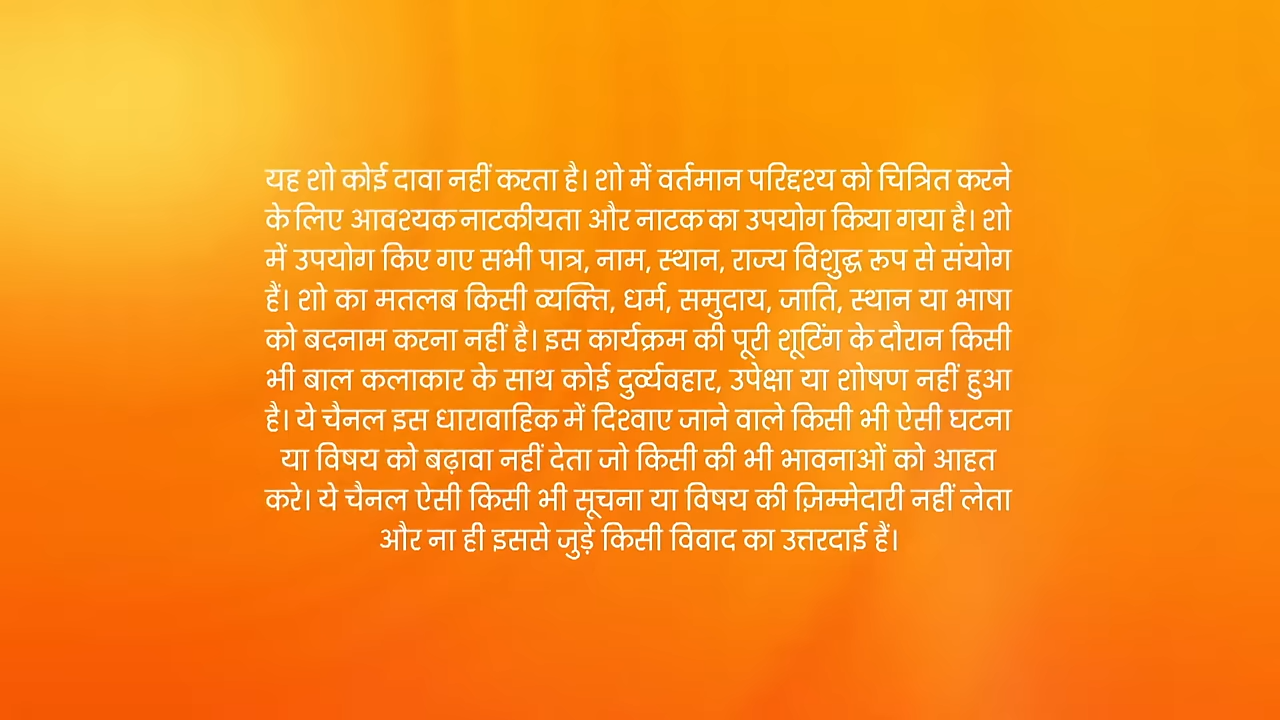 यह शो कोई दावा नहीं करता है। शो में वर्तमान परिद्दश्य को चित्रित करने
के लिए आवश्यक नाटकीयता और नाटक का उपयोग किया गया है। शो
में उपयोग किए गए सभी पात्र, नाम, स्थान, राज्य विशुद्ध रूप से संयोग
हैं। शो का मतलब किसी व्यक्ति, धर्म, समुदाय, जाति, स्थान या भाषा
को बदनाम करना नहीं है। इस कार्यक्रम की पूरी शूटिंग के दौरान किसी
भी बाल कलाकार के साथ कोई दुर्व्यवहार, उपेक्षा या शोषण नहीं हुआ
है। ये चैनल इस धारावाहिक में दिखाए जाने वाले किसी भी ऐसी घटना
या विषय को बढ़ावा नहीं देता जो किसी की भी भावनाओं को आहत
करे। ये चैनल ऐसी किसी भी सूचना या विषय की ज़िम्मेदारी नहीं लेता
और ना ही इससे जुड़े किसी विवाद का उत्तरदाई हैं।